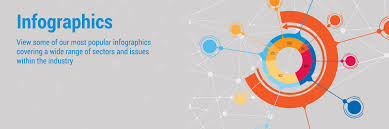 Infographics
View some of our most popular infographics
covering a wide range of sectors and issues
within the industry